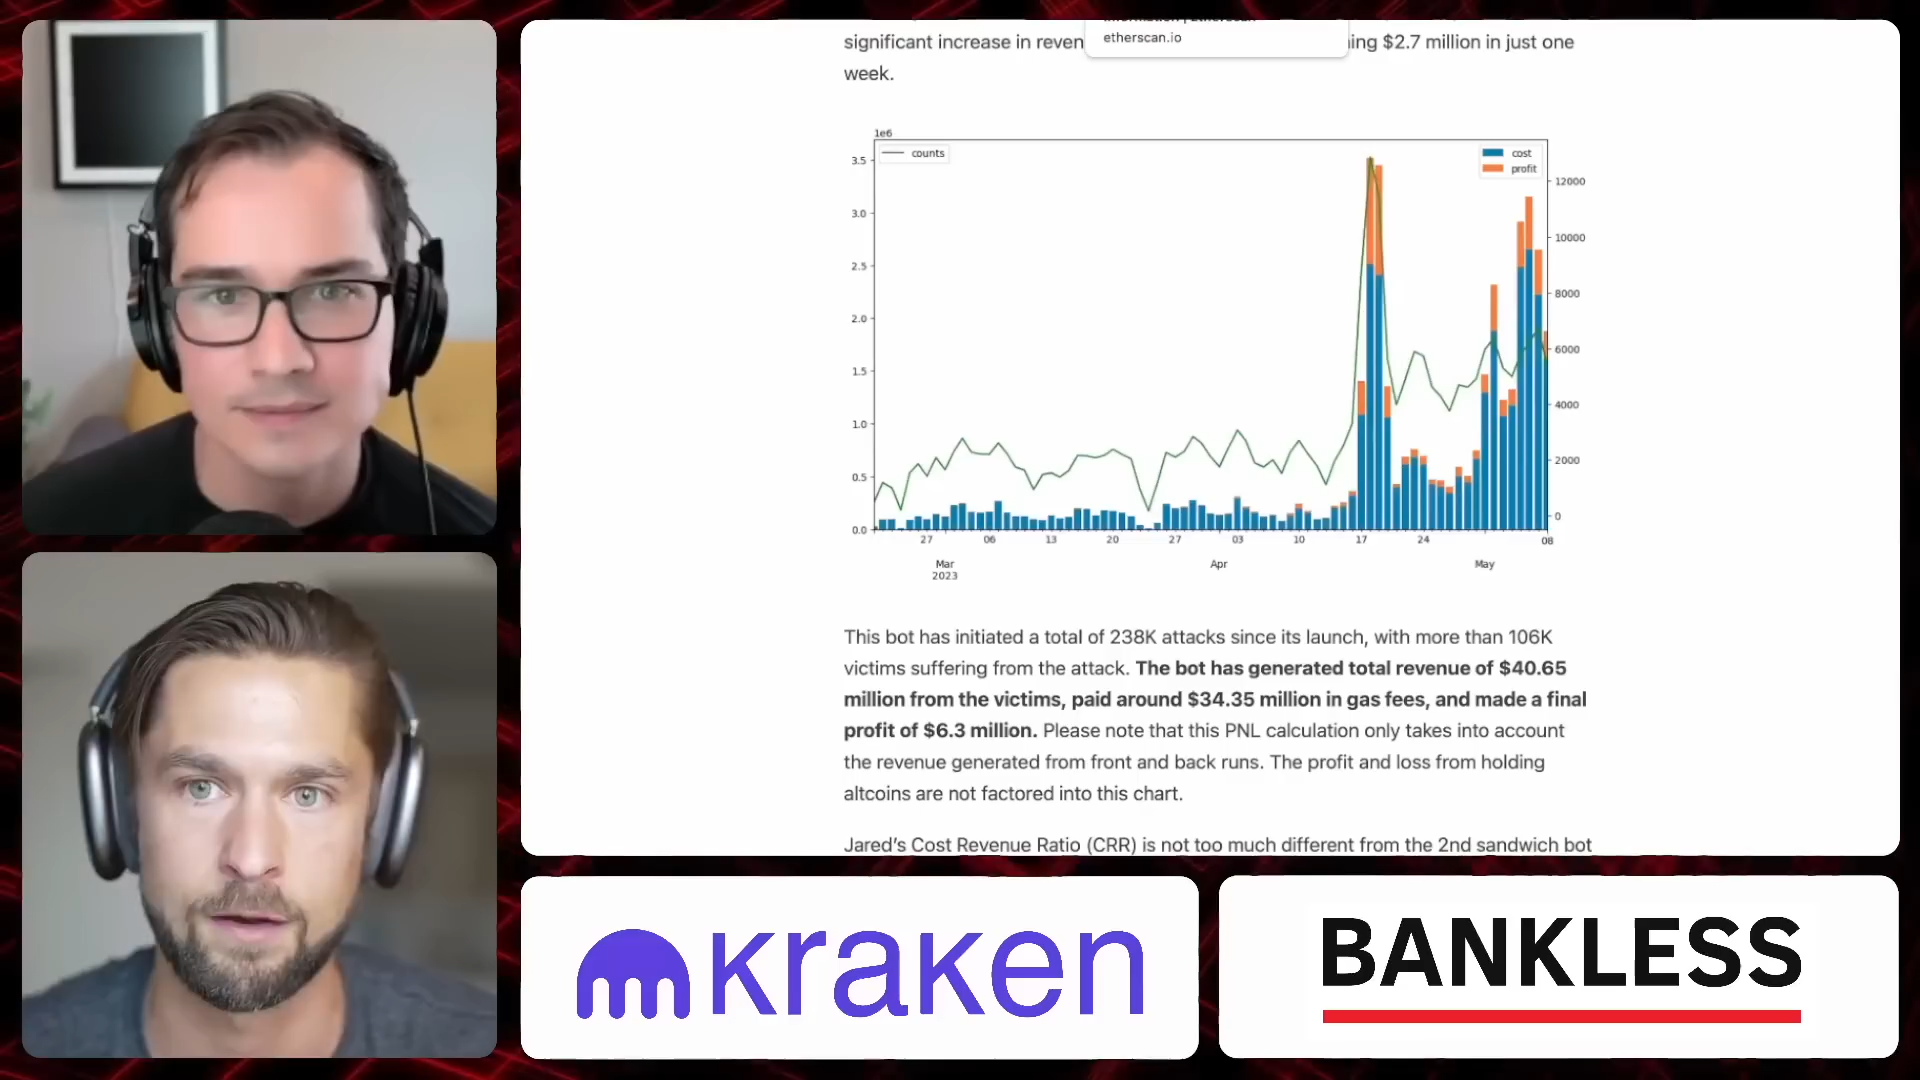 etherscan.io
significant increase in reven
ing $2.7 million in just one
week.
1e6
counts
cost
profit
3.5
3.0
2.5
2.0
1.5
1.0
0.5
0.0
12000
10000
8000
6000
4000
2000
0
27
06
13
20
27
03
10
17
24
08
Mar
2023
Apr
May
This bot has initiated a total of 238K attacks since its launch, with more than 106K
victims suffering from the attack. The bot has generated total revenue of $40.65
million from the victims, paid around $34.35 million in gas fees, and made a final
profit of $6.3 million. Please note that this PNL calculation only takes into account
the revenue generated from front and back runs. The profit and loss from holding
altcoins are not factored into this chart.
Jared’s Cost Revenue Ratio (CRR) is not too much different from the 2nd sandwich bot
kraken
BANKLESS